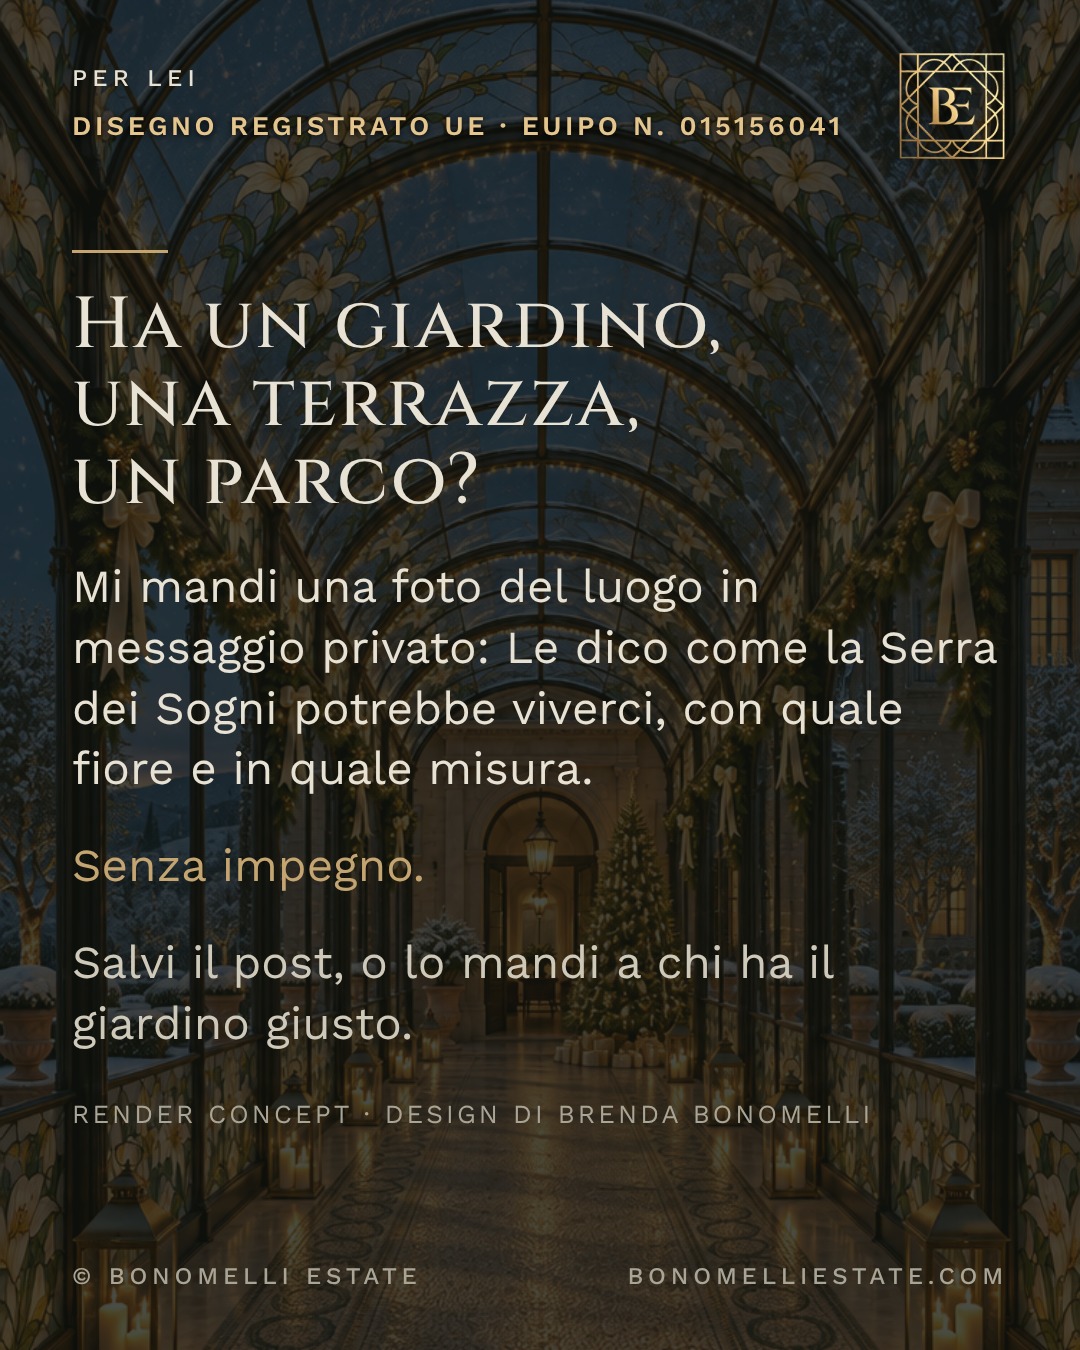 PER LEI
DISEGNO REGISTRATO UE · EUIPO N. 015156041
BE
HA UN GIARDINO,
UNA TERRAZZA,
UN PARCO?
Mi mandi una foto del luogo in
messaggio privato: Le dico come la Serra
dei Sogni potrebbe viverci, con quale
fiore e in quale misura.
Senza impegno.
Salvi il post, o lo mandi a chi ha il
giardino giusto.
RENDER CONCEPT · DESIGN DI BRENDA BONOMELLI
© BONOMELLI ESTATE
BONOMELLIESTATE.COM